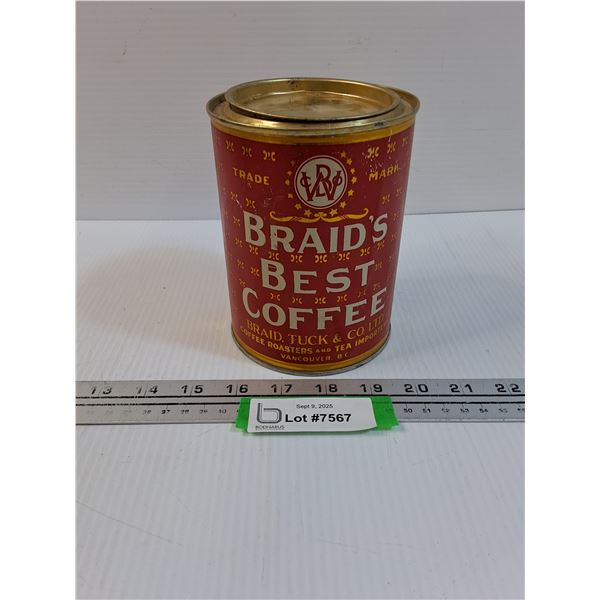 TRADE MARK
BRAID'S
BEST
COFFEE
BRAID, TUCK & CO. LTD.
COFFEE ROASTERS AND TEA IMPORTERS
VANCOUVER, B.C.
13 14 15 16 17 18 19 20 21 22
Sept 9, 2025
Lot #7567
BODNARUS